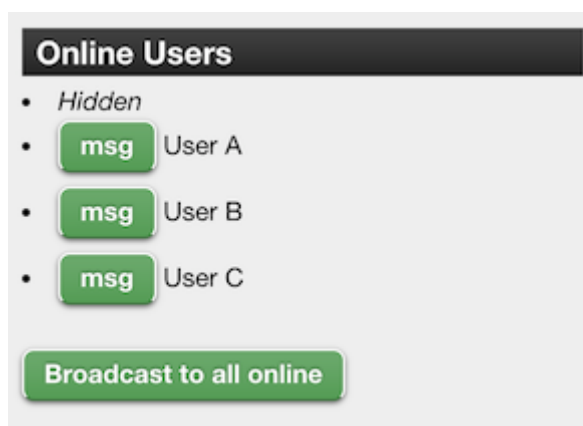 Online Users
Hidden
msg User A
msg User B
msg User C
Broadcast to all online